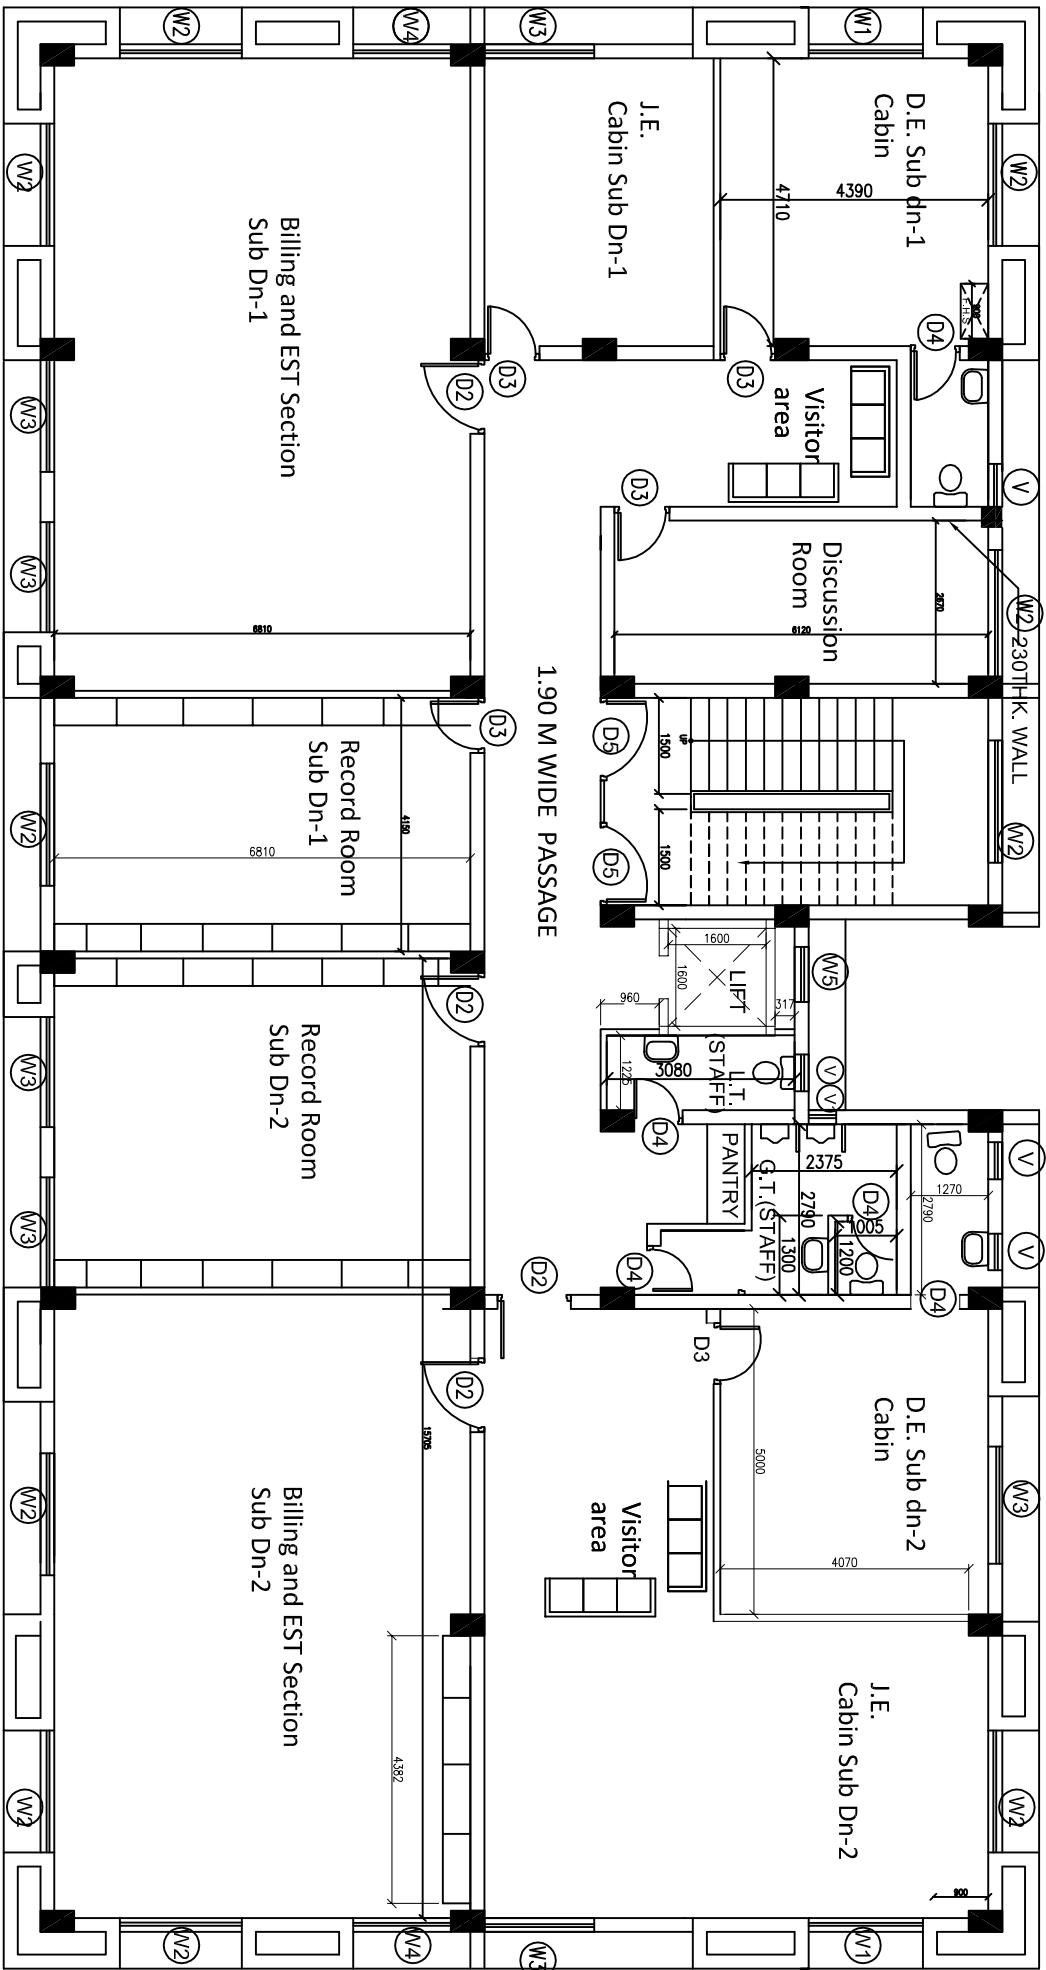 W2
V
W2
230THK. WALL
W2
V
V
W3
W2
W1
D.E. Sub dn-1
Cabin
4390
4710
900
F.H.S
D4
2670
Discussion
Room
6120
W5
V
V
1270
2790
D4
D4
1005
1200
2375
2790
1300
G.T.(STAFF)
D.E. Sub dn-2
Cabin
4070
5000
J.E.
Cabin Sub Dn-2
900
W1
Visitor
area
D3
D3
UP
1500
1500
D5
D5
LIFT
1600
1600
317
960
L.T.
(STAFF)
3080
1225
D4
PANTRY
D4
D3
Visitor
area
J.E.
Cabin Sub Dn-1
W3
D3
D3
1.90 M WIDE PASSAGE
D2
W3
D2
D2
D2
W4
W2
Billing and EST Section
Sub Dn-1
6810
Record Room
Sub Dn-1
4150
6810
Record Room
Sub Dn-2
15705
Billing and EST Section
Sub Dn-2
4382
W4
W2
W2
W3
W3
W2
W3
W3
W2
W2